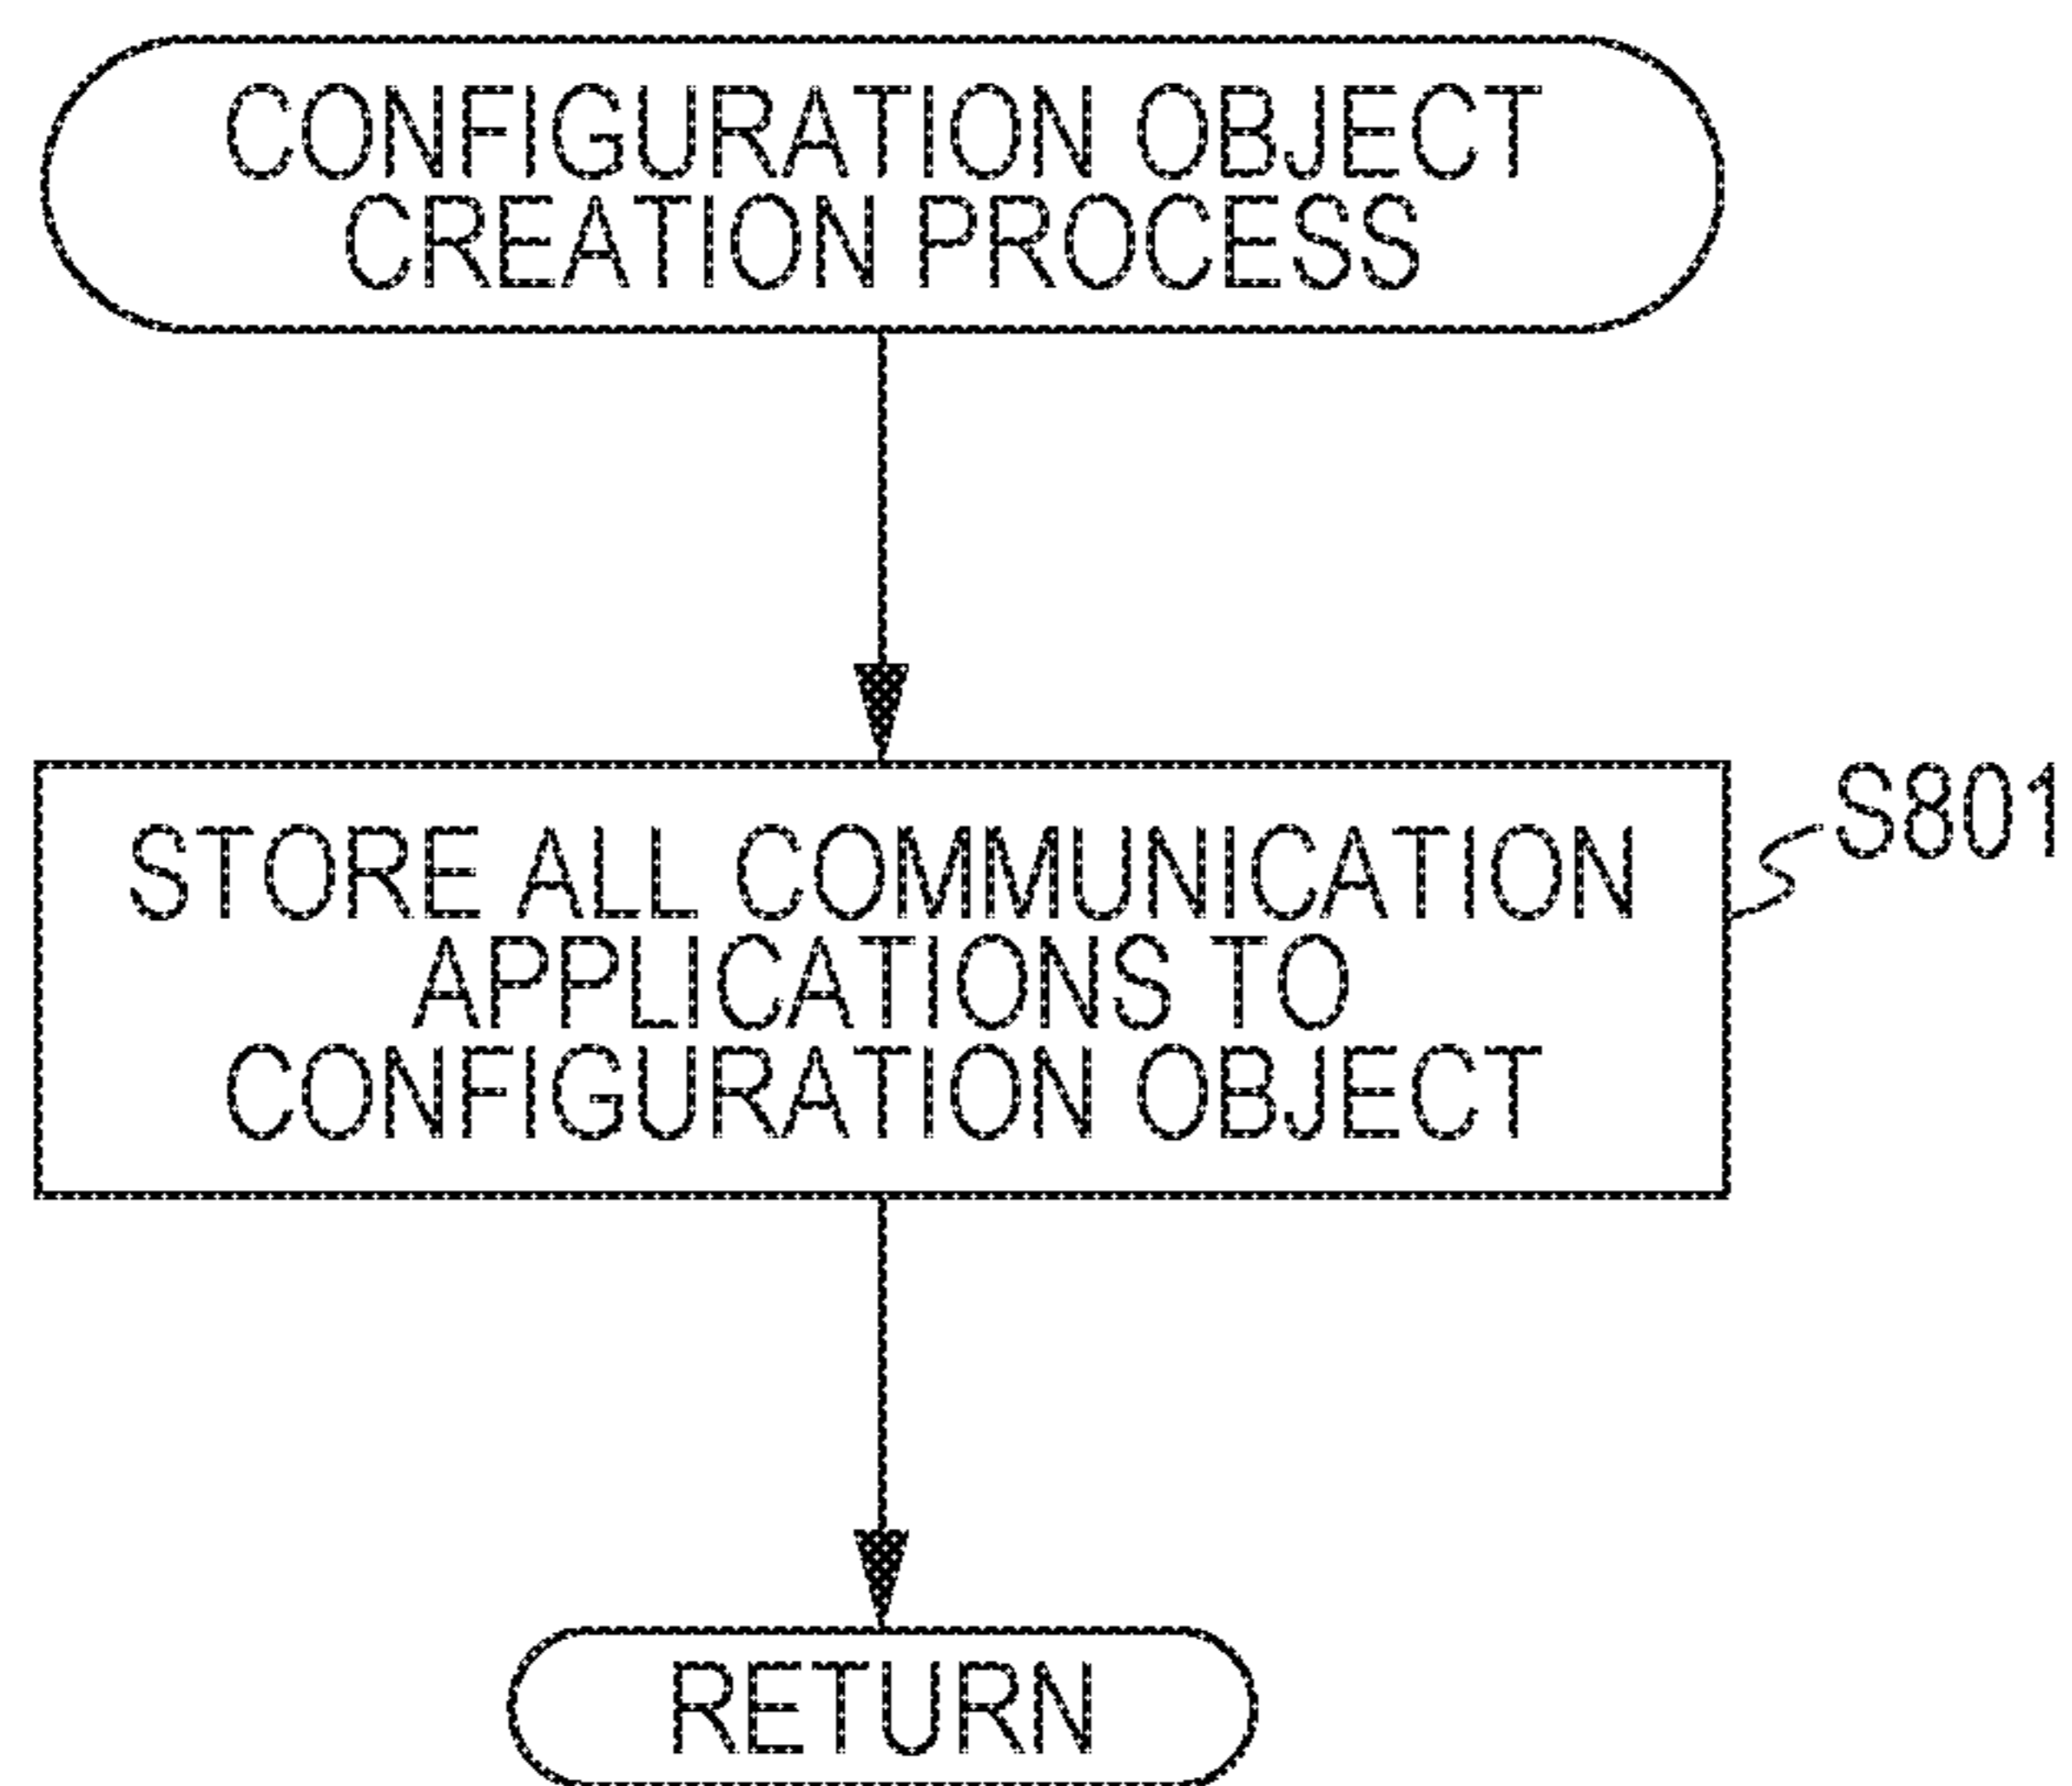 CONFIGURATION OBJECT
CREATION PROCESS
S801
STORE ALL COMMUNICATION
APPLICATIONS TO
CONFIGURATION OBJECT
RETURN